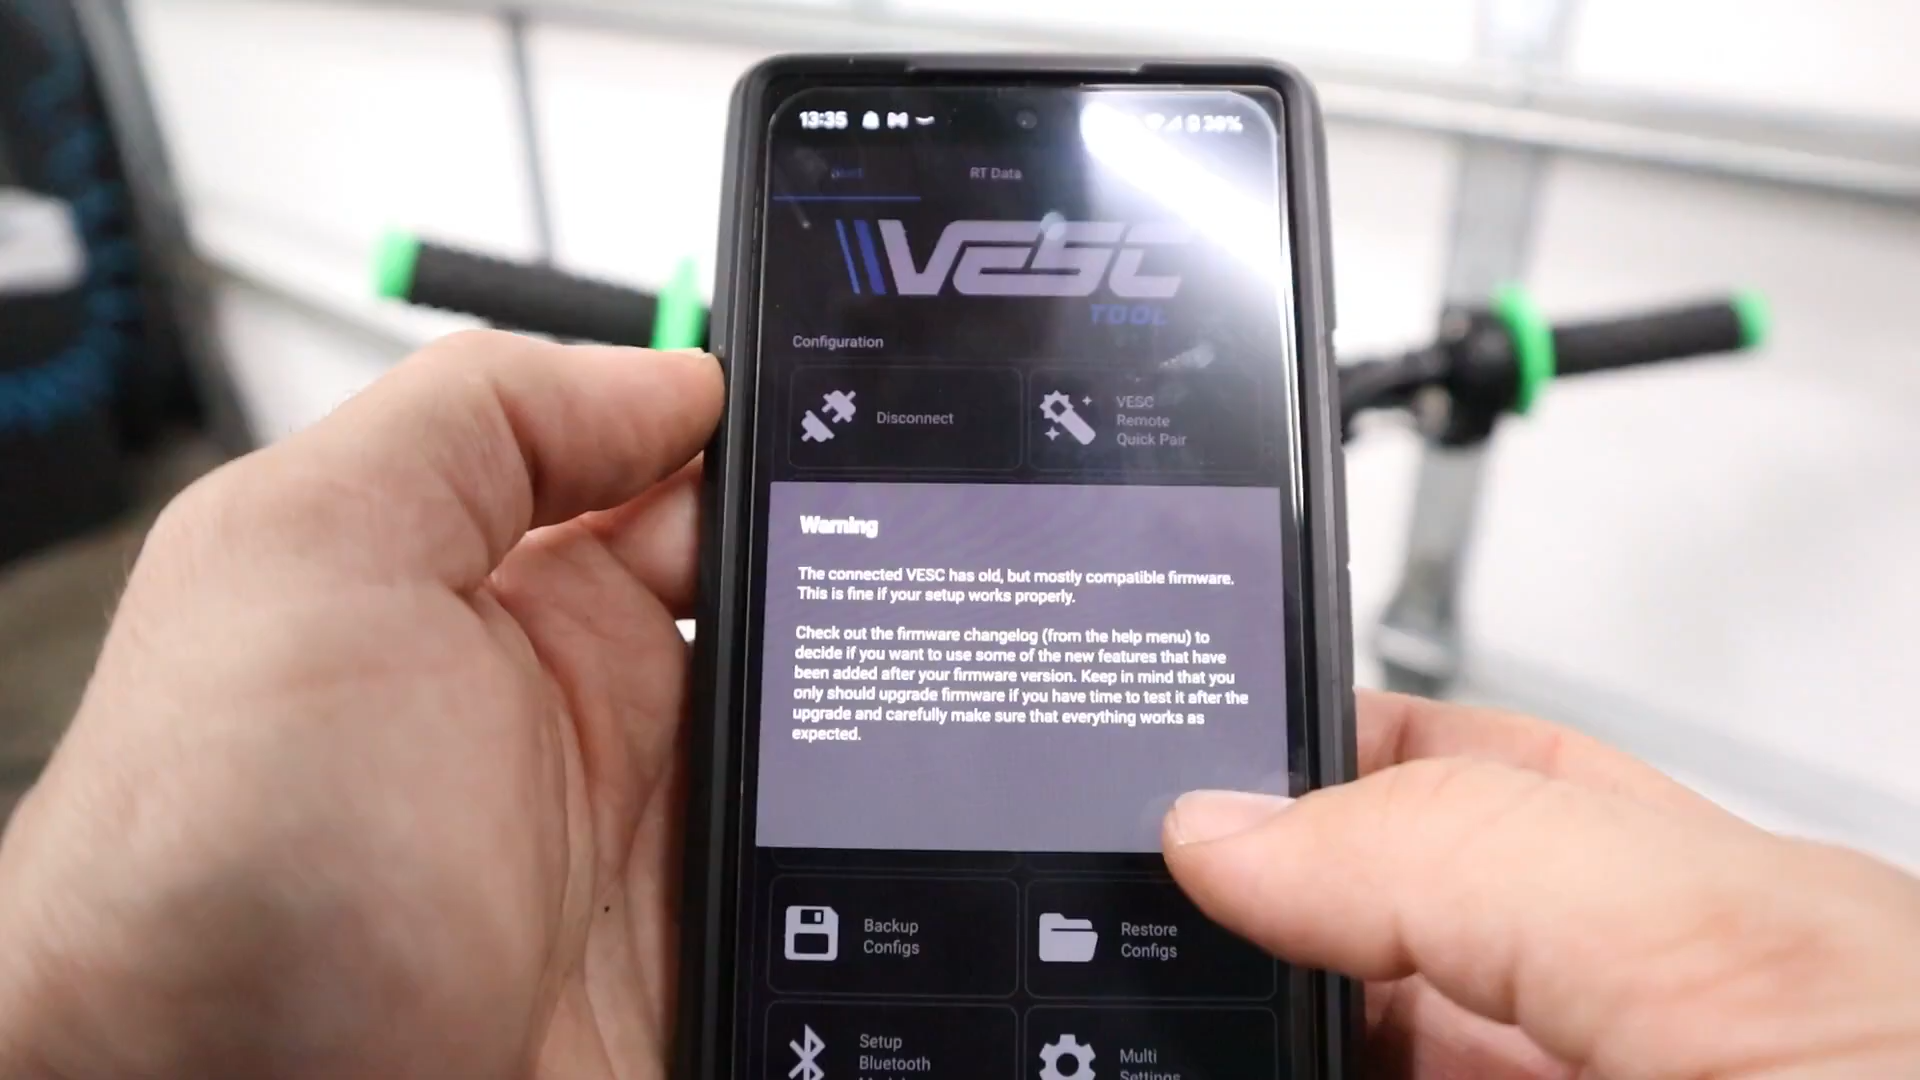 13:35
RT Data
VESC
TOOL
Configuration
Disconnect
VESC
Remote
Quick Pair
Warning
The connected VESC has old, but mostly compatible firmware.
This is fine if your setup works properly.
Check out the firmware changelog (from the help menu) to
decide if you want to use some of the new features that have
been added after your firmware version. Keep in mind that you
only should upgrade firmware if you have time to test it after the
upgrade and carefully make sure that everything works as
expected.
Backup
Configs
Restore
Configs
Setup
Bluetooth
Multi
Settings